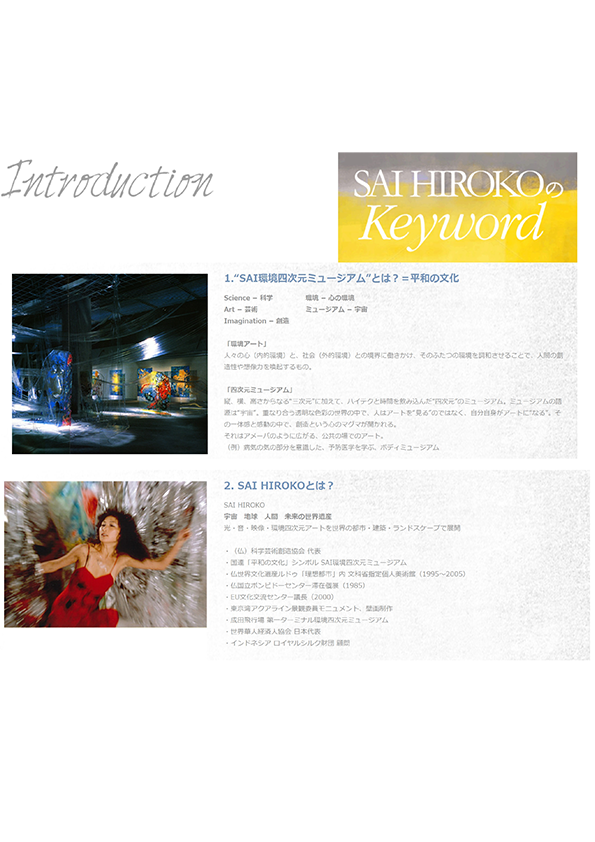 Introduction
SAI HIROKOの
Keyword
1.“SAI環境四次元ミュージアム”とは？＝平和の文化
Science − 科学　環境 − 心の環境
Art − 芸術　ミュージアム − 宇宙
Imagination − 創造
「環境アート」
人々の心（内的環境）と、社会（外的環境）との境界に働きかけ、そのふたつの環境を調和させることで、人間の創
造性や想像力を喚起するもの。
「四次元ミュージアム」
縦、横、高さからなる“三次元”に加えて、ハイテクと時間を飲み込んだ“四次元”のミュージアム。ミュージアムの語
源は“宇宙”。重なり合う透明な色彩の世界の中で、人はアートを“見る”のではなく、自分自身がアートに“なる”。そ
の一体感と感動の中で、創造という心のマグマが開かれる。
それはアメーバのように広がる、公共の場でのアート。
（例）病気の気の部分を意識した、予防医学を学ぶ、ボディミュージアム
2. SAI HIROKOとは？
SAI HIROKO
宇宙　地球　人間　未来の世界遺産
光・音・映像・環境四次元アートを世界の都市・建築・ランドスケープで展開
・（仏）科学芸術創造協会 代表
・国連「平和の文化」シンボル SAI環境四次元ミュージアム
・仏世界文化遺産ルドゥ「理想都市」内 文科省指定個人美術館（1995〜2005）
・仏国立ポンピドーセンター滞在個展（1985）
・EU文化交流センター議長（2000）
・東京湾アクアライン景観委員モニュメント、壁画制作
・成田飛行場 第一ターミナル環境四次元ミュージアム
・世界華人経済人協会 日本代表
・インドネシア ロイヤルシルク財団 顧問